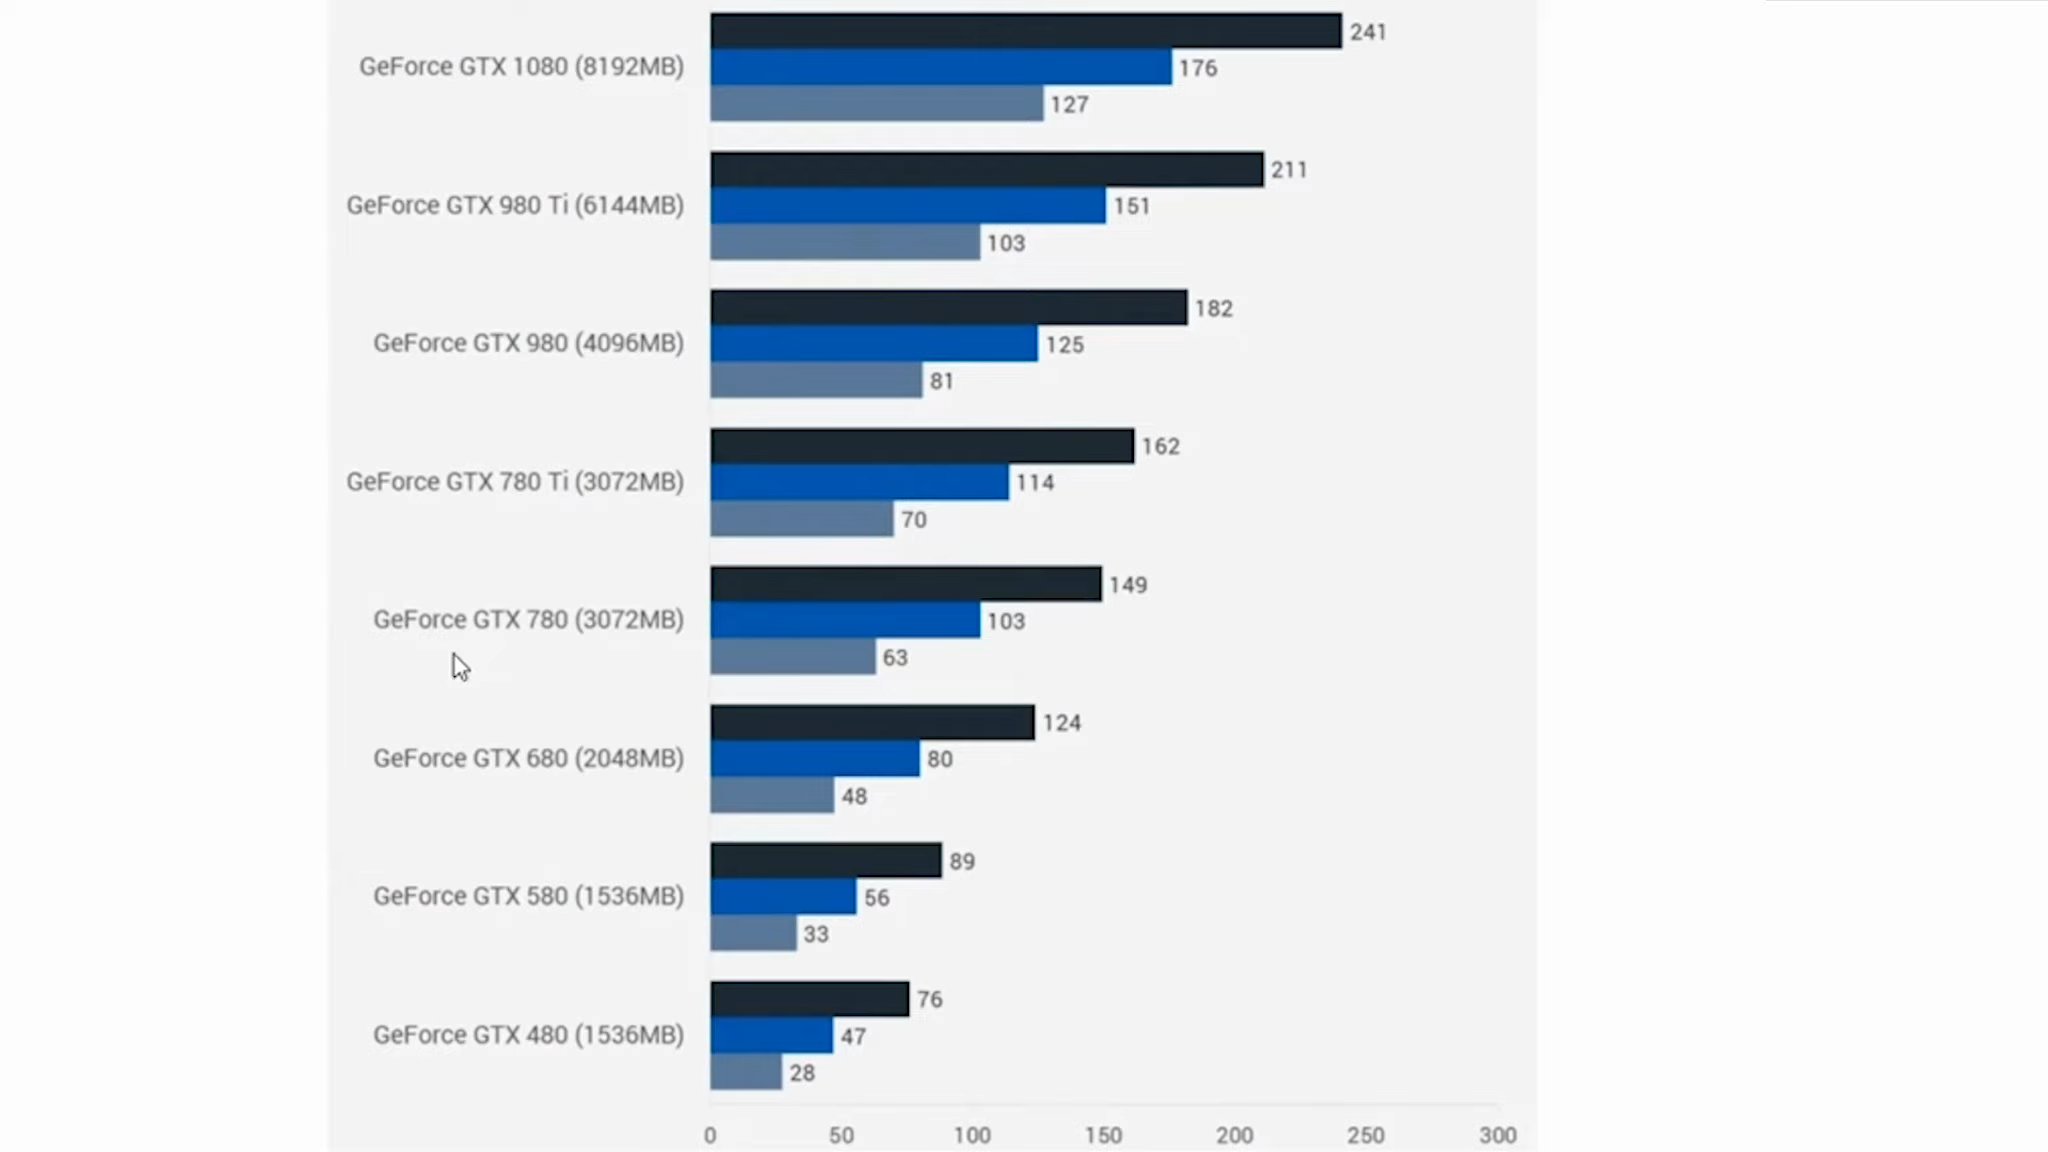 241
GeForce GTX 1080 (8192MB)
176
127
211
GeForce GTX 980 Ti (6144MB)
151
103
182
GeForce GTX 980 (4096MB)
125
81
162
GeForce GTX 780 Ti (3072MB)
114
70
149
GeForce GTX 780 (3072MB)
103
63
124
GeForce GTX 680 (2048MB)
80
48
89
GeForce GTX 580 (1536MB)
56
33
76
GeForce GTX 480 (1536MB)
47
28
0 50 100 150 200 250 300